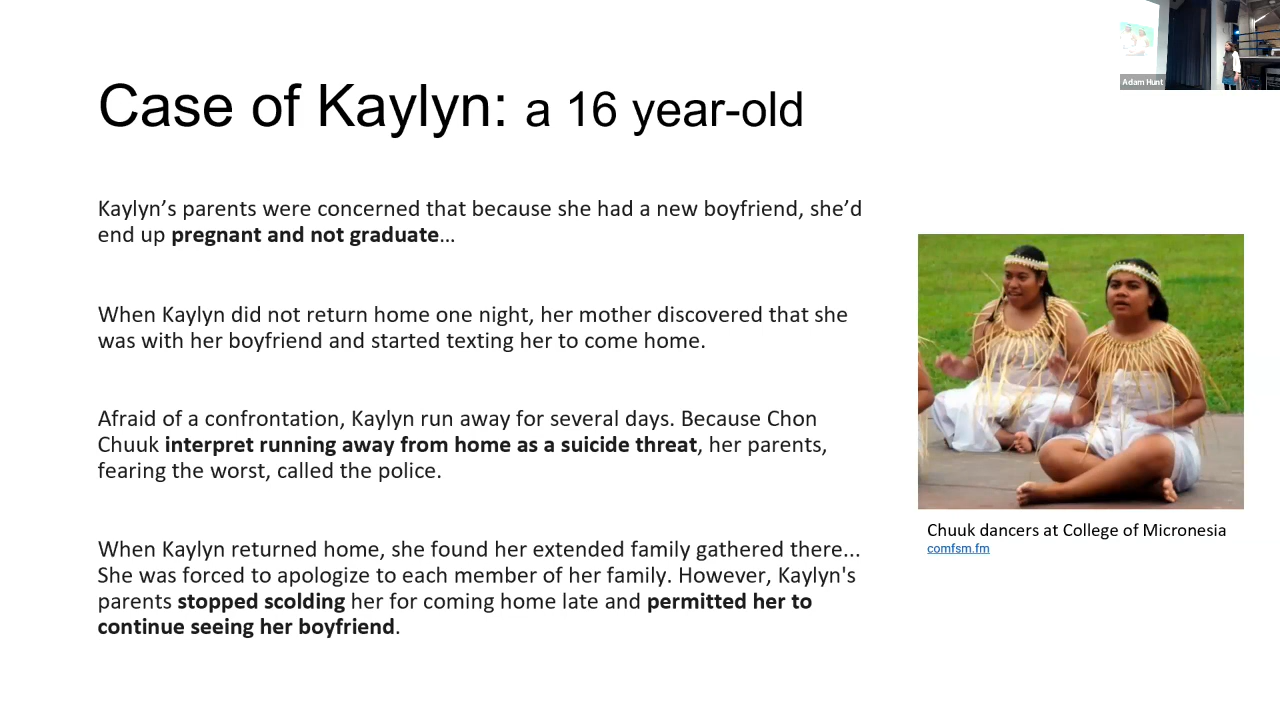 Adam Hunt
Case of Kaylyn: a 16 year-old
Kaylyn’s parents were concerned that because she had a new boyfriend, she’d
end up pregnant and not graduate…
When Kaylyn did not return home one night, her mother discovered that she
was with her boyfriend and started texting her to come home.
Afraid of a confrontation, Kaylyn run away for several days. Because Chon
Chuuk interpret running away from home as a suicide threat, her parents,
fearing the worst, called the police.
When Kaylyn returned home, she found her extended family gathered there...
She was forced to apologize to each member of her family. However, Kaylyn's
parents stopped scolding her for coming home late and permitted her to
continue seeing her boyfriend.
Chuuk dancers at College of Micronesia
comfsm.fm